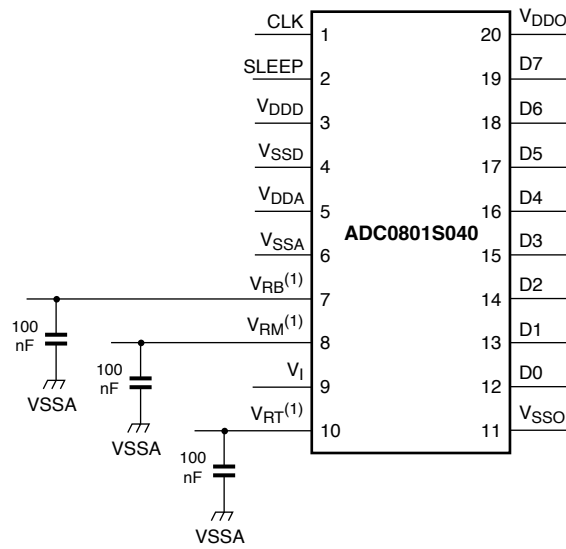 CLK
1
SLEEP
2
VDDD
3
VSSD
4
VDDA
5
VSSA
6
VRB(1)
7
VRM(1)
8
VI
9
VRT(1)
10
ADC0801S040
20
VDDO
19
D7
18
D6
17
D5
16
D4
15
D3
14
D2
13
D1
12
D0
11
VSSO
100
nF
VSSA
100
nF
VSSA
100
nF
VSSA